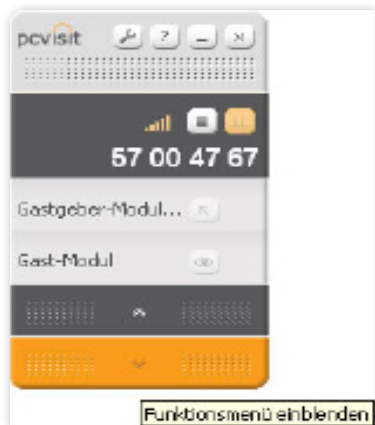 pcvisit ?
57 00 47 67
Gastgeber-Modul...
Gast-Modul
Funktionsmenü einblenden